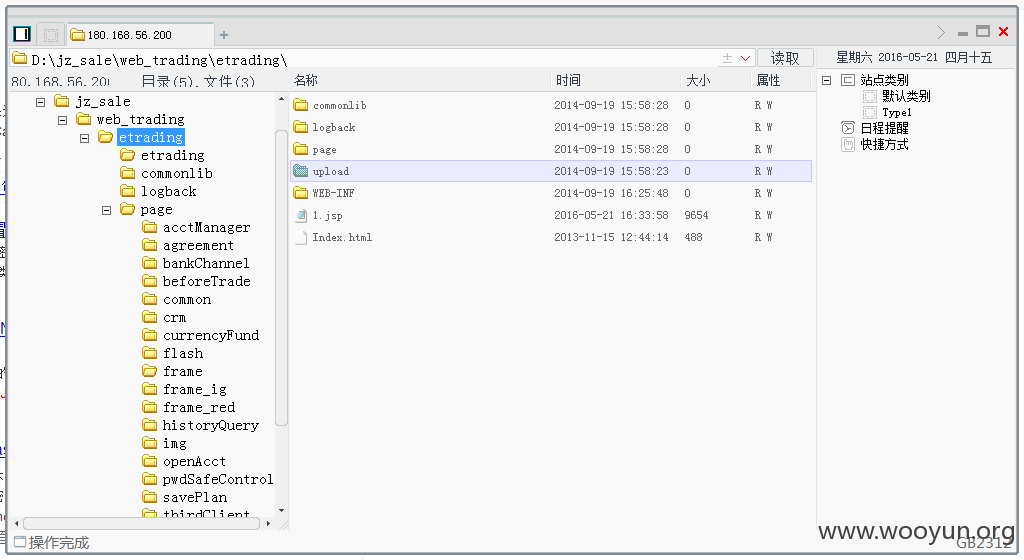 180.168.56.200
D:\jz_sale\web_trading\etrading\
读取
星期六 2016-05-21 四月十五
目录(5),文件(3)
名称 时间 大小 属性
jz_sale
web_trading
etrading
etrading
commonlib
logback
page
acctManager
agreement
bankChannel
beforeTrade
common
crm
currencyFund
flash
frame
frame_ig
frame_red
historyQuery
img
openAcct
pwdSafeControl
savePlan
thirdClient
commonlib 2014-09-19 15:58:28 0 R W
logback 2014-09-19 15:58:28 0 R W
page 2014-09-19 15:58:28 0 R W
upload 2014-09-19 15:58:23 0 R W
WEB-INF 2014-09-19 16:25:48 0 R W
1.jsp 2016-05-21 16:33:58 9654 R W
Index.html 2013-11-15 12:44:14 488 R W
站点类别
默认类别
Type1
日程提醒
快捷方式
操作完成
www.wooyun.org
GB2312